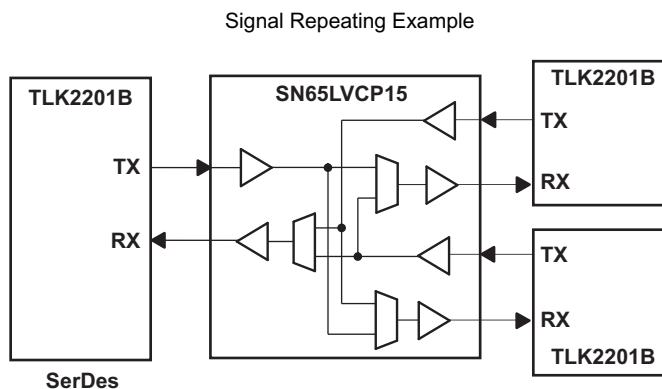 Signal Repeating Example
TLK2201B
SN65LVCP15
TLK2201B
TX
TX
RX
RX
TX
RX
TLK2201B
SerDes